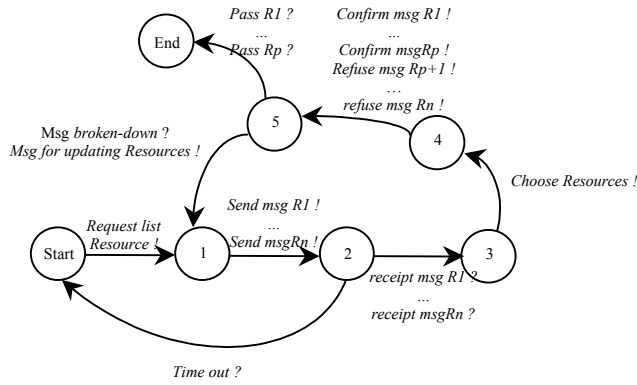 Pass R1 ?
...
Pass Rp ?
End
Confirm msg R1 !
...
Confirm msgRp !
Refuse msg Rp+1 !
...
refuse msg Rn !
5
4
Msg broken-down ?
Msg for updating Resources !
Choose Resources !
Request list
Resource !
Send msg R1 !
...
Send msgRn !
Start
1
2
3
receipt msg R1 ?
...
receipt msgRn ?
Time out ?